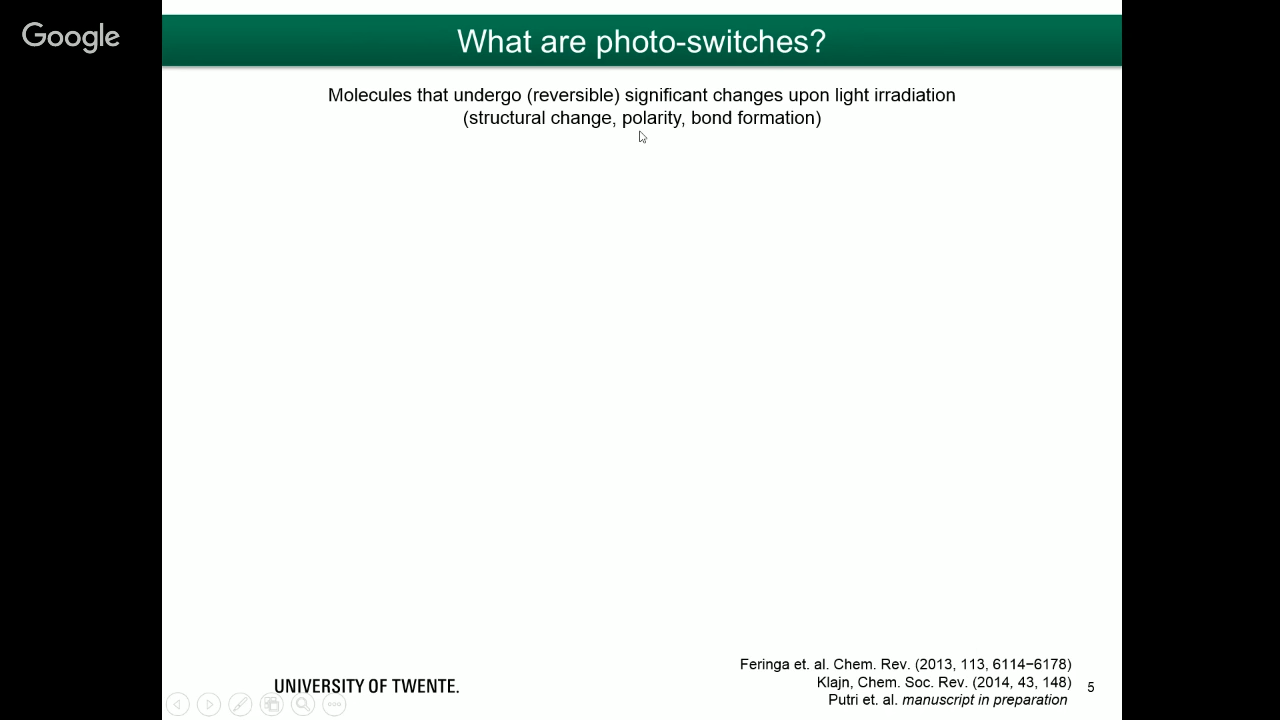 Google
What are photo-switches?
Molecules that undergo (reversible) significant changes upon light irradiation
(structural change, polarity, bond formation)
Feringa et. al. Chem. Rev. (2013, 113, 6114−6178)
Klajn, Chem. Soc. Rev. (2014, 43, 148)
Putri et. al. manuscript in preparation
UNIVERSITY OF TWENTE.
5